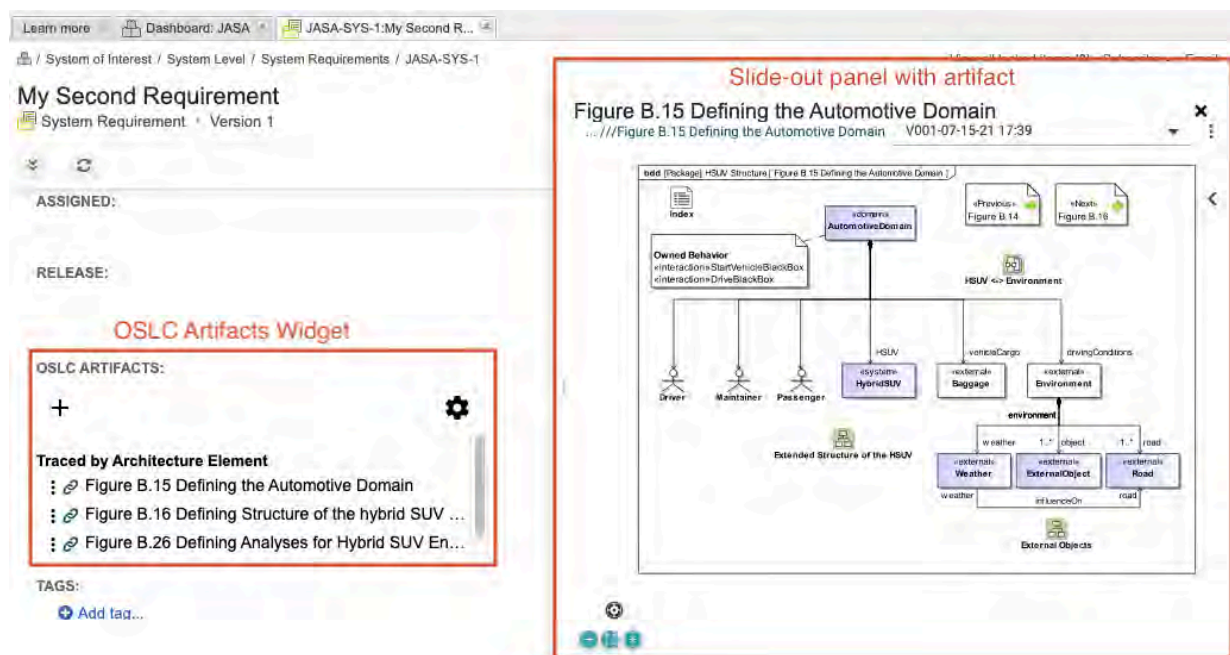 Learn more
Dashboard: JASA
JASA-SYS-1:My Second R...
/ System of Interest / System Level / System Requirements / JASA-SYS-1
My Second Requirement
System Requirement • Version 1
ASSIGNED:
RELEASE:
OSLC Artifacts Widget
OSLC ARTIFACTS:
+
Traced by Architecture Element
Figure B.15 Defining the Automotive Domain
Figure B.16 Defining Structure of the hybrid SUV ...
Figure B.26 Defining Analyses for Hybrid SUV En...
TAGS:
Add tag...
Slide-out panel with artifact
Figure B.15 Defining the Automotive Domain
... ///Figure B.15 Defining the Automotive Domain V001-07-15-21 17:39
bdd [Package] HSUV Structure [ Figure B.15 Defining the Automotive Domain ]
Index
«domain»
AutomotiveDomain
«Previous»
Figure B.14
«Next»
Figure B.16
Owned Behavior
«interaction»StartVehicleBlackBox
«interaction»DriveBlackBox
HSUV <-> Environment
HSUV
vehicleCargo
drivingConditions
Driver
Maintainer
Passenger
«system»
HybridSUV
«external»
Baggage
«external»
Environment
environment
Extended Structure of the HSUV
weather
1..* object
1..* road
«external»
Weather
«external»
ExternalObject
«external»
Road
weather
influenceOn
road
External Objects